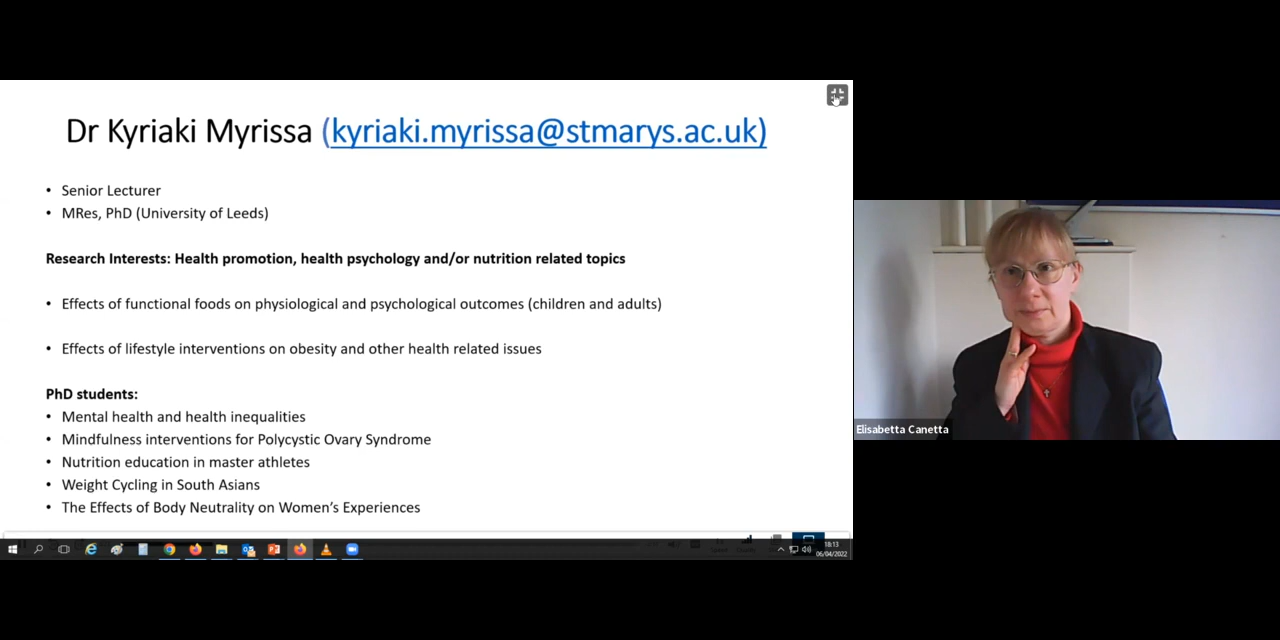 Dr Kyriaki Myrissa (kyriaki.myrissa@stmarys.ac.uk)
• Senior Lecturer
• MRes, PhD (University of Leeds)
Research Interests: Health promotion, health psychology and/or nutrition related topics
• Effects of functional foods on physiological and psychological outcomes (children and adults)
• Effects of lifestyle interventions on obesity and other health related issues
PhD students:
• Mental health and health inequalities
• Mindfulness interventions for Polycystic Ovary Syndrome
• Nutrition education in master athletes
• Weight Cycling in South Asians
• The Effects of Body Neutrality on Women's Experiences
Elisabetta Canetta
18:13
06/04/2022